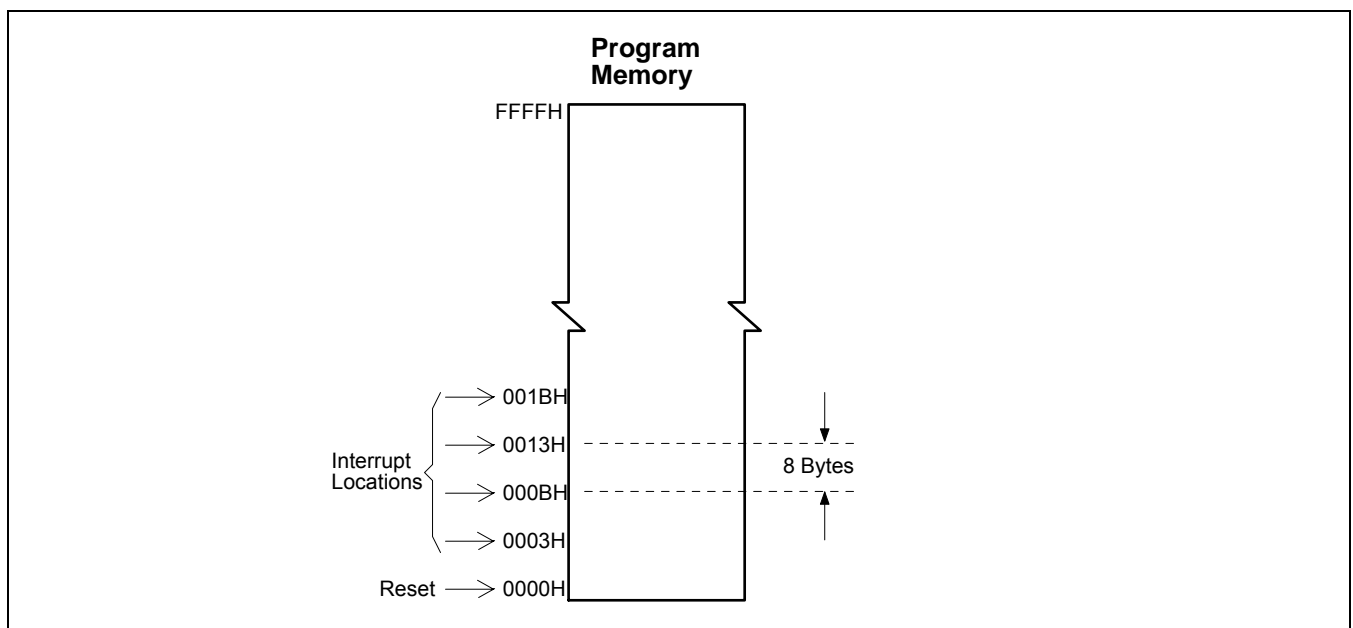 Program
Memory
FFFFH
001BH
0013H
8 Bytes
Interrupt
Locations
000BH
0003H
Reset
0000H